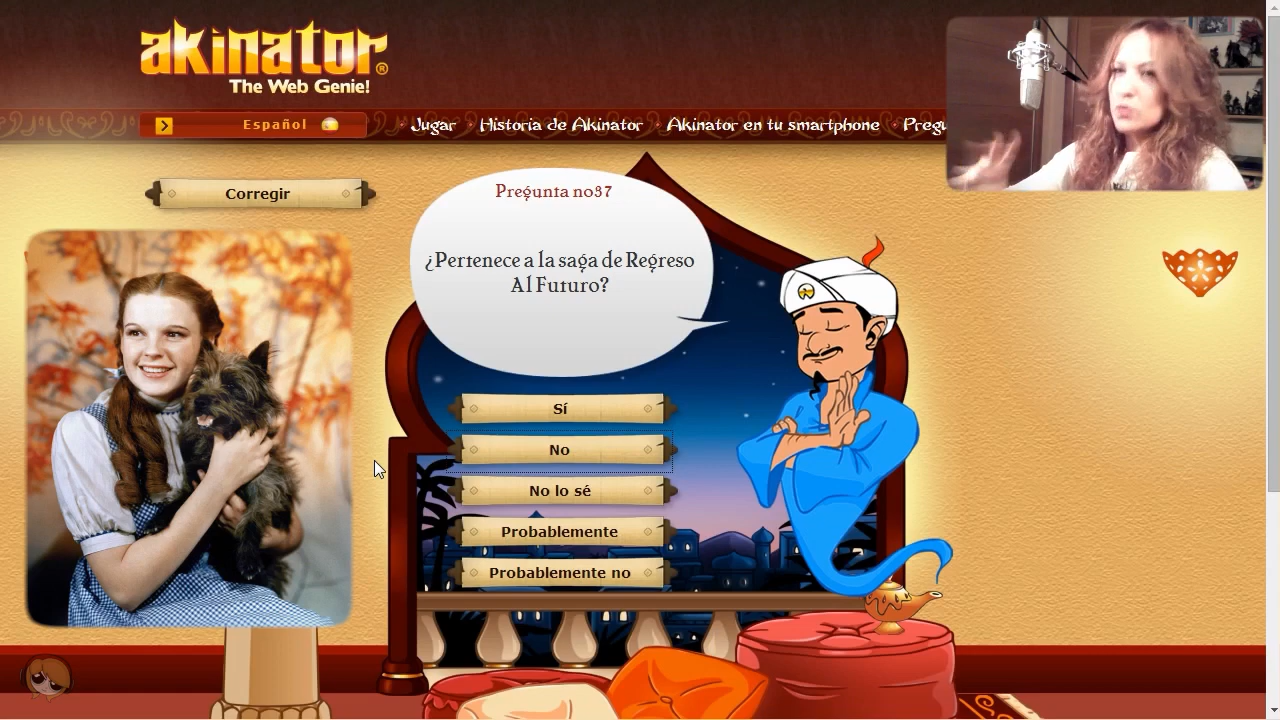 akinator®
The Web Genie!
Español
· Jugar · Historia de Akinator · Akinator en tu smartphone · Pregu
Corregir
Pregunta no37
¿Pertenece a la saga de Regreso
Al Futuro?
Sí
No
No lo sé
Probablemente
Probablemente no